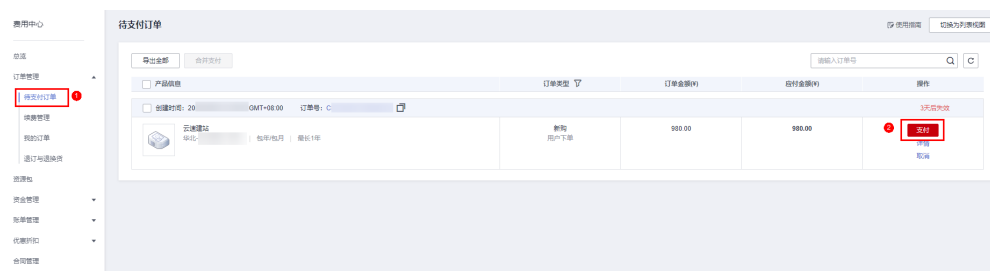 费用中心
总览
订单管理
待支付订单
1
续费管理
我的订单
退订与退换货
资源包
资金管理
账单管理
优惠折扣
合同管理
待支付订单
使用指南
切换为列表视图
导出全部
合并支付
请输入订单号
产品信息
订单类型
订单金额(¥)
应付金额(¥)
操作
创建时间：20 GMT+08:00 订单号：C
3天后失效
云速建站
华北- | 包年/包月 | 最长1年
新购
用户下单
980.00
980.00
2
支付
详情
取消